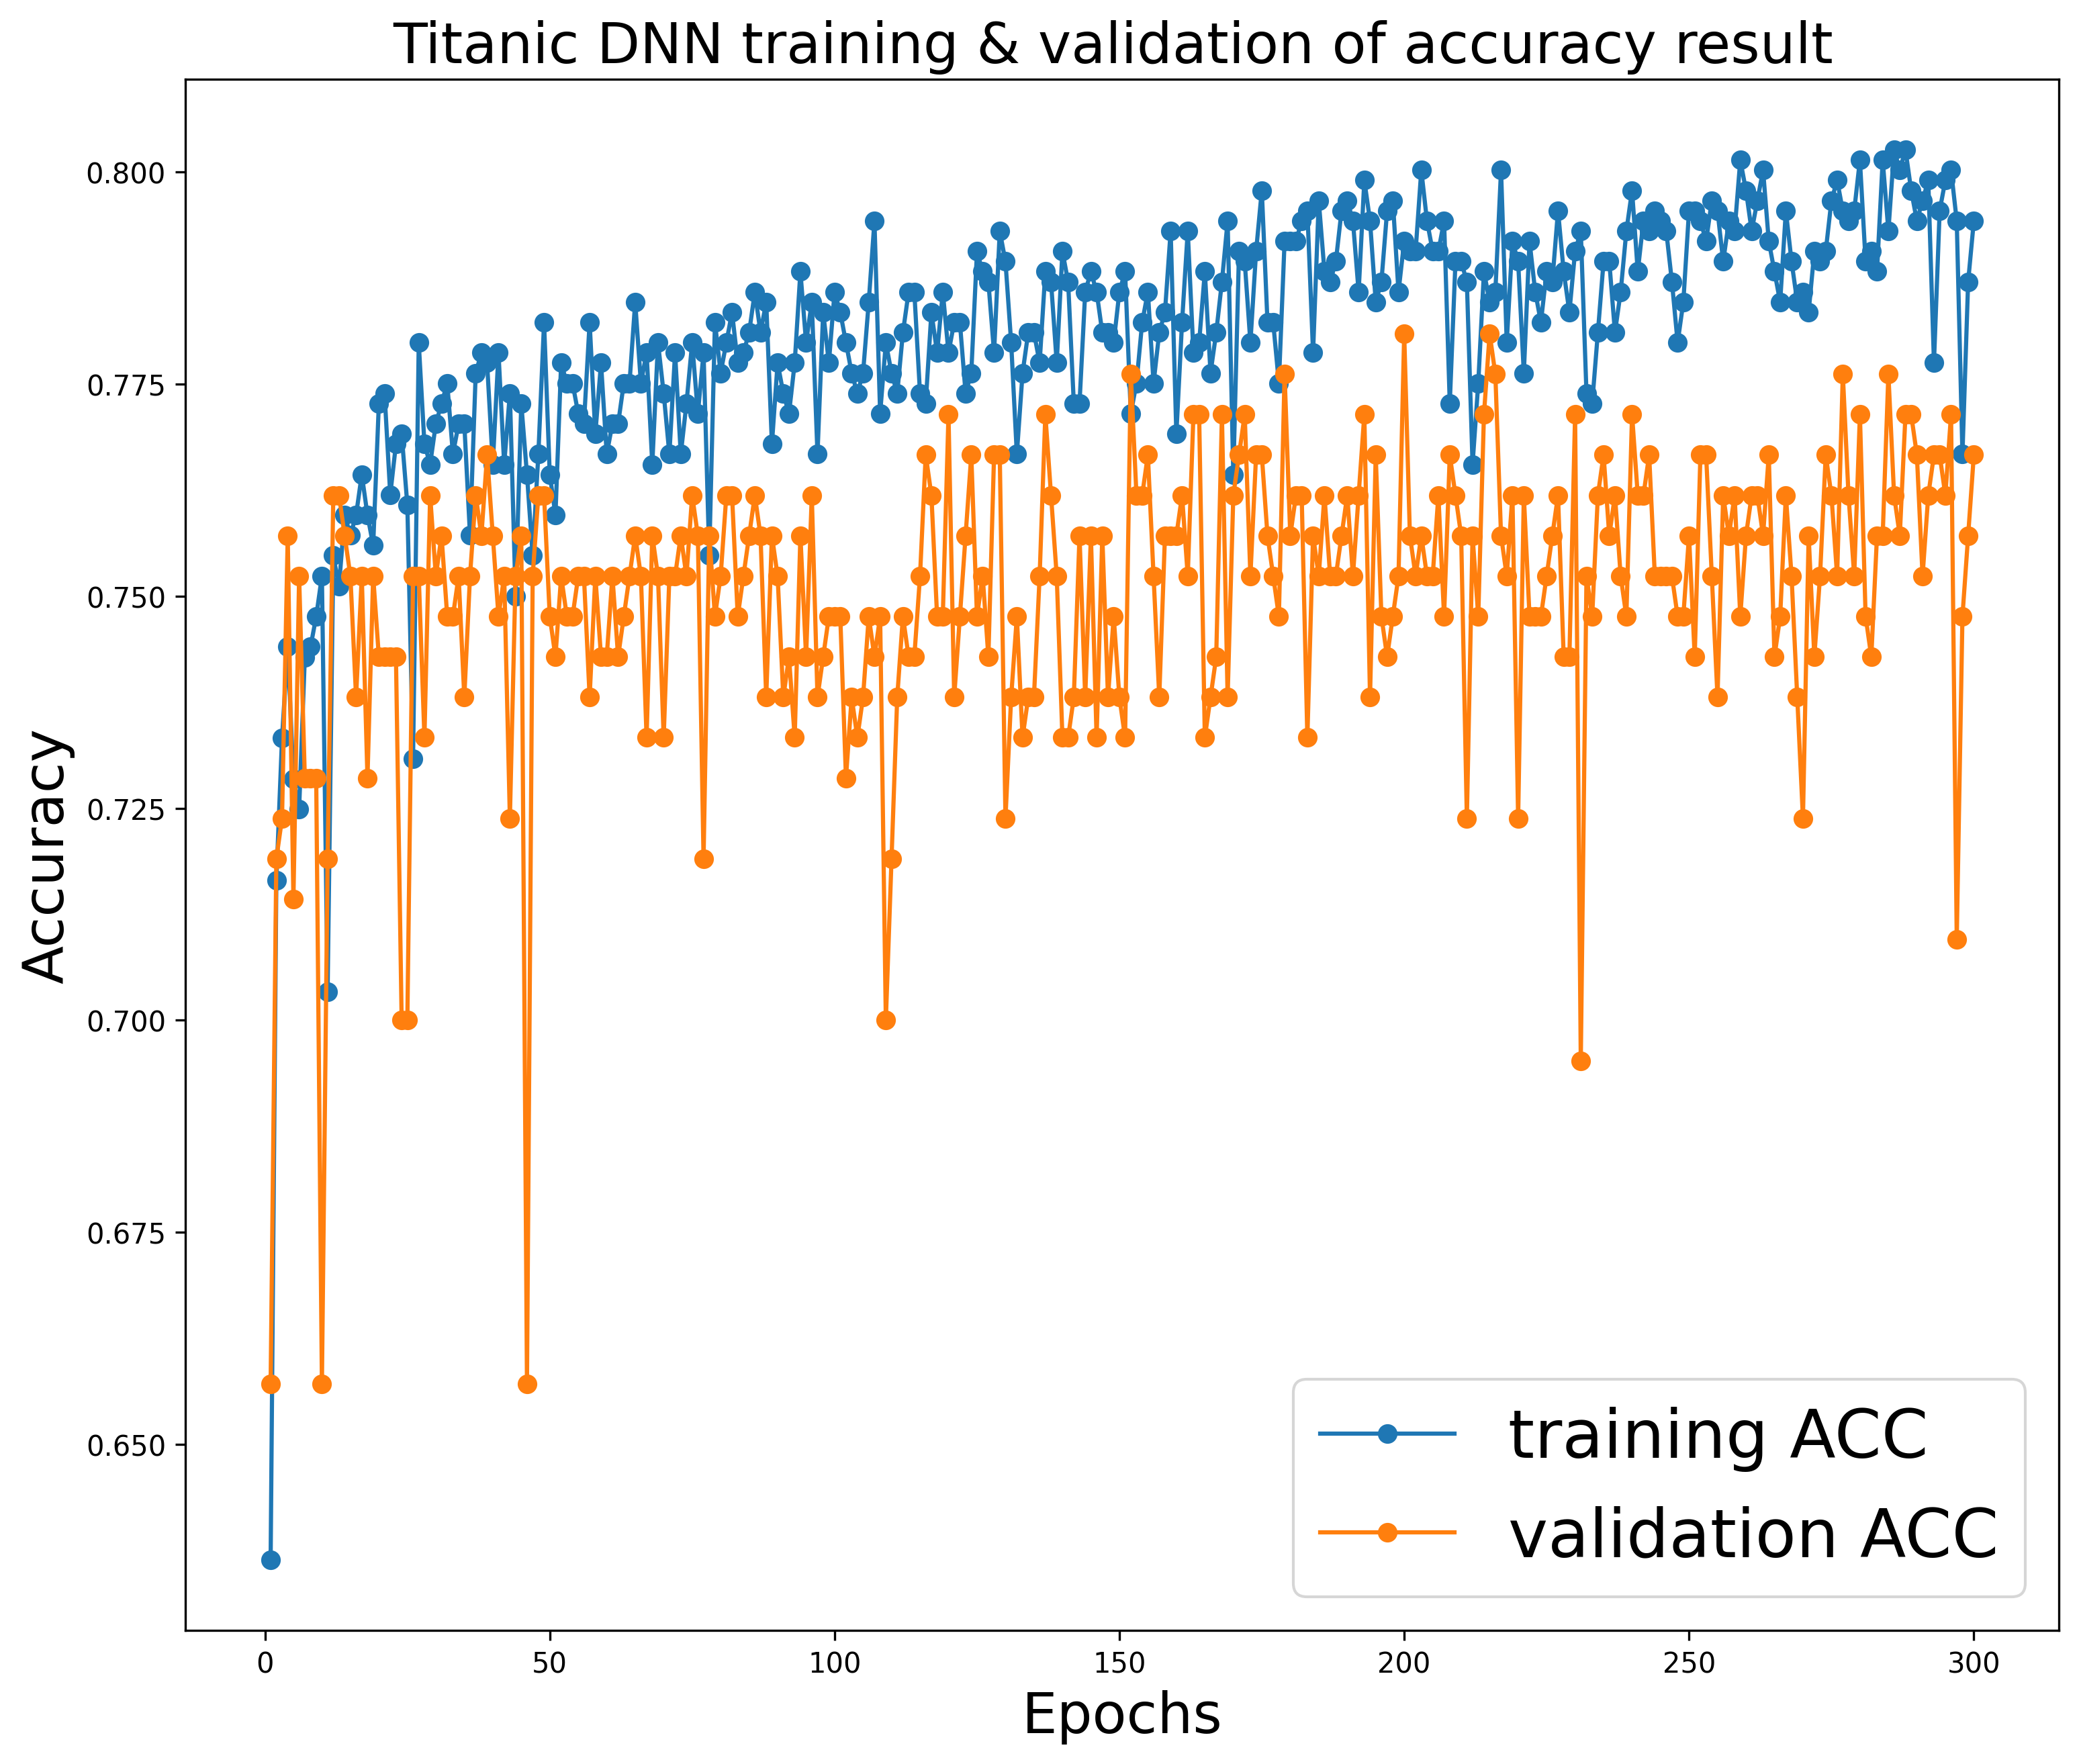 Titanic DNN training & validation of accuracy result
Accuracy
0.800
0.775
0.750
0.725
0.700
0.675
0.650
0 50 100 150 200 250 300
Epochs
training ACC
validation ACC